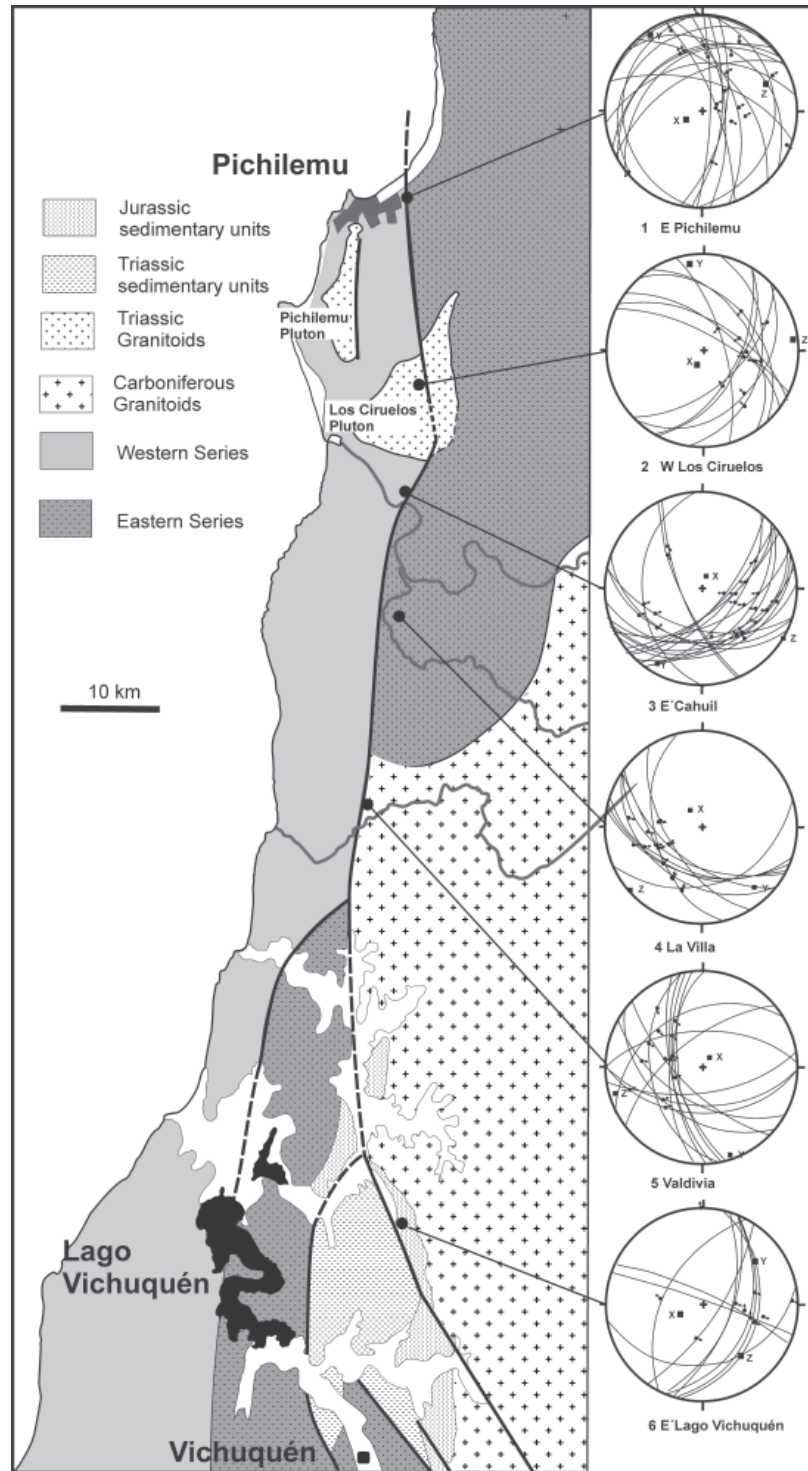 Pichilemu
Jurassic
sedimentary units
Triassic
sedimentary units
Triassic
Granitoids
Carboniferous
Granitoids
Western Series
Eastern Series
Pichilemu
Pluton
Los Ciruelos
Pluton
10 km
Lago
Vichuquén
Vichuquén
Y
Z
X
1 E Pichilemu
Y
Z
X
2 W Los Ciruelos
X
Z
Y
3 E´Cahuil
X
Z
Y
4 La Villa
X
Z
Y
5 Valdivia
Y
X
Z
6 E´Lago Vichuquén